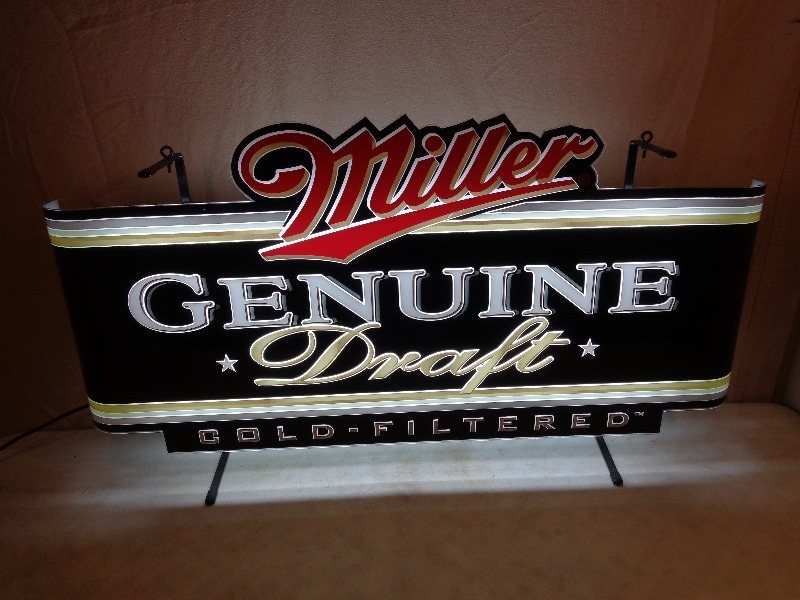 Miller
GENUINE
Draft
COLD-FILTERED™